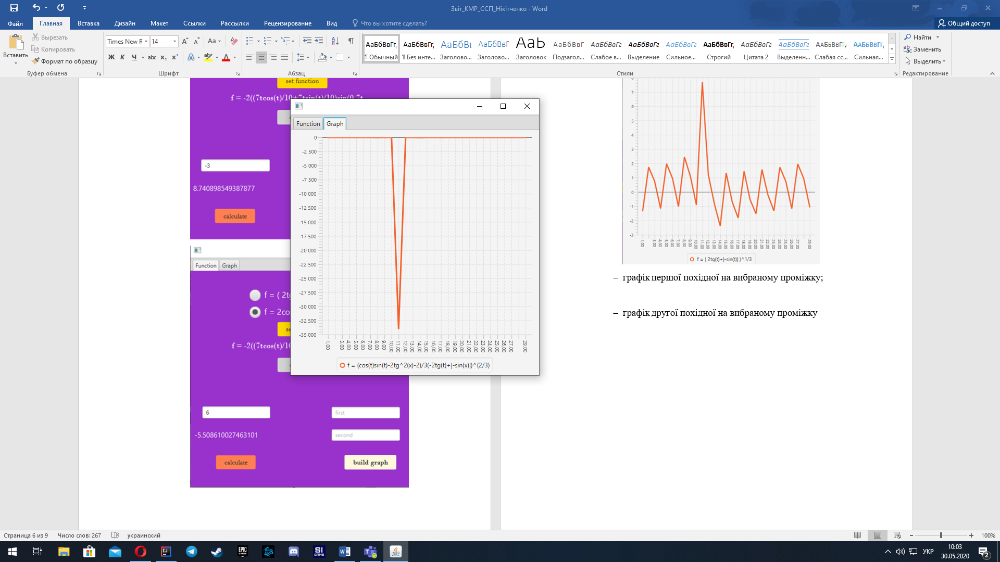 Звіт_КМР_ССП_Нікітченко - Word
Файл
Главная
Вставка
Дизайн
Макет
Ссылки
Рассылки
Рецензирование
Вид
Что вы хотите сделать?
Общий доступ
Вставить
Вырезать
Копировать
Формат по образцу
Буфер обмена
Times New R
14
Aa
Ж К Ч abc x₂ x²
Шрифт
Абзац
АаБбВвГг, АаБбВвГг, АаБбВвГ АаБбВвГг АаБбВвГг АаБбВвГг АаБбВвГг АаБбВвГг АаБбВвГг, АаБбВвГг АаБбВвГг АаБбВвГг, АаБбВвГг,
¶ Обычный
¶ Без инте...
Заголово...
Заголово...
Заголовок
Подзагол...
Слабое в...
Выделение
Сильное...
Строгий
Цитата 2
Выделенн...
Слабая сс...
Сильная...
Стили
Найти
Заменить
Выделить
Редактирование
set function
f = -2((7tcos(t)/10+7tsin(t)/10)sin(0.7t
-3
8.740898549387877
calculate
Function
Graph
f = ( 2t
f = 2co
se
f = -2((7tcos(t)/10
6
first
-5.508610027463101
second
calculate
build graph
Function
Graph
0
-2 500
-5 000
-7 500
-10 000
-12 500
-15 000
-17 500
-20 000
-22 500
-25 000
-27 500
-30 000
-32 500
-35 000
1,00 3,00 4,00 5,00 6,00 7,00 8,00 9,00 10,00 11,00 12,00 13,00 14,00 15,00 16,00 17,00 18,00 19,00 20,00 21,00 22,00 23,00 24,00 25,00 26,00 27,00 29,00
f = (cos(t)sin(t)-2tg^2(x)-2)/3(-2tg(t)+|-sin(x)|)^(2/3)
8
7
6
5
4
3
2
1
0
-1
-2
-3
1,00 3,00 4,00 5,00 6,00 7,00 8,00 9,00 10,00 11,00 12,00 13,00 14,00 15,00 16,00 17,00 18,00 19,00 20,00 21,00 22,00 23,00 24,00 25,00 26,00 27,00 29,00
f = ( 2tg(t)+|-sin(t)| )^1/3
– графік першої похідної на вибраному проміжку;
– графік другої похідної на вибраному проміжку
Страница 6 из 9
Число слов: 267
украинский
100%
EPIC GAMES
SI GAME
УКР
10:03
30.05.2020
2